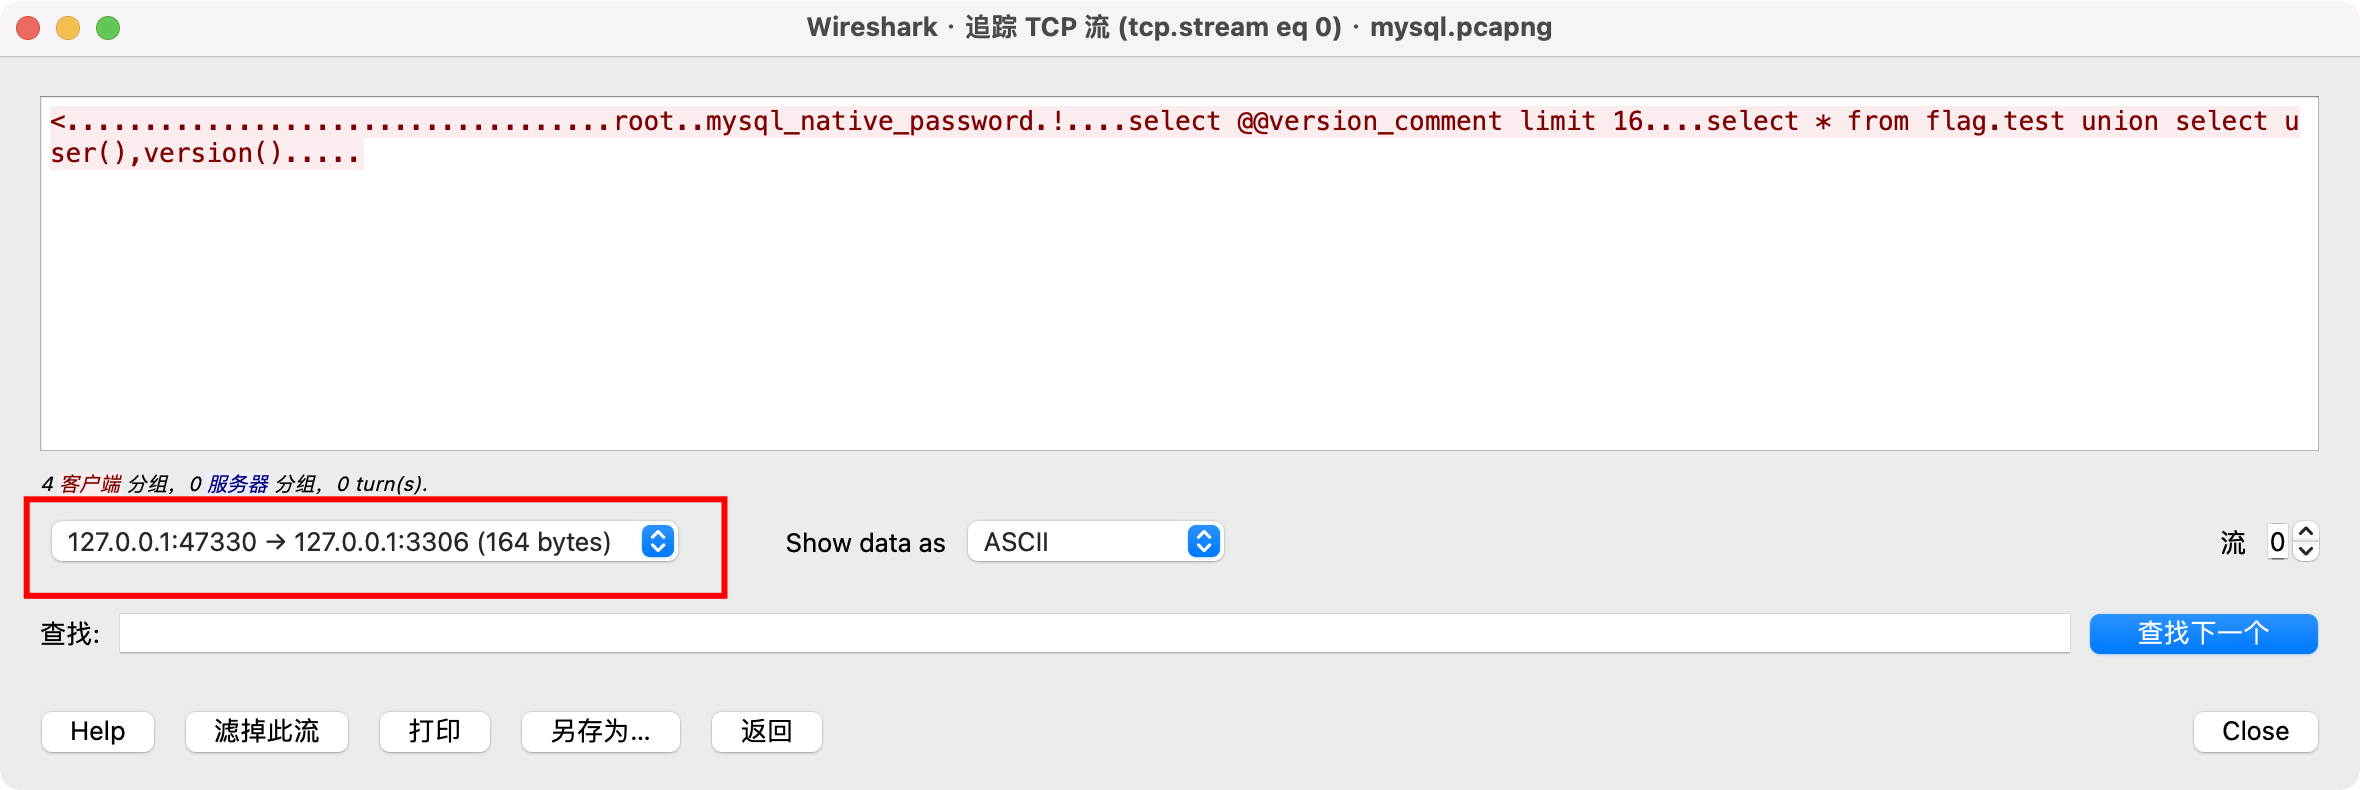 Wireshark · 追踪 TCP 流 (tcp.stream eq 0) · mysql.pcapng
<...................................root..mysql_native_password.!....select @@version_comment limit 16....select * from flag.test union select u
ser(),version().....
4 客户端 分组, 0 服务器 分组, 0 turn(s).
127.0.0.1:47330 → 127.0.0.1:3306 (164 bytes)
Show data as
ASCII
流
0
查找:
查找下一个
Help
滤掉此流
打印
另存为...
返回
Close